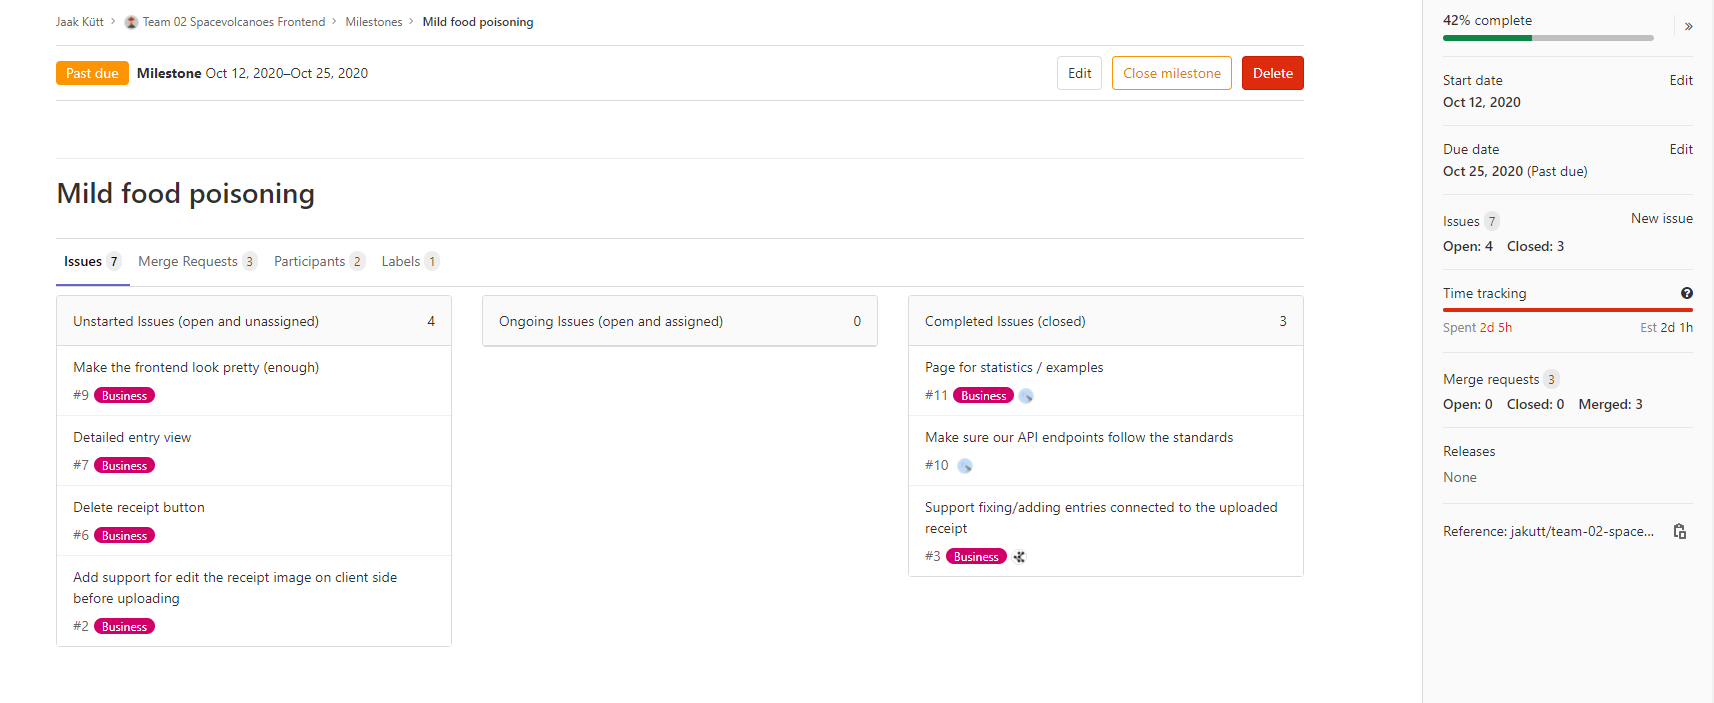 Jaak Kütt > Team 02 Spacevolcanoes Frontend > Milestones > Mild food poisoning
Past due Milestone Oct 12, 2020–Oct 25, 2020
Edit Close milestone Delete
Mild food poisoning
Issues 7 Merge Requests 3 Participants 2 Labels 1
Unstarted Issues (open and unassigned) 4
Make the frontend look pretty (enough)
#9 Business
Detailed entry view
#7 Business
Delete receipt button
#6 Business
Add support for edit the receipt image on client side
before uploading
#2 Business
Ongoing Issues (open and assigned) 0
Completed Issues (closed) 3
Page for statistics / examples
#11 Business
Make sure our API endpoints follow the standards
#10
Support fixing/adding entries connected to the uploaded
receipt
#3 Business
42% complete »
Start date Edit
Oct 12, 2020
Due date Edit
Oct 25, 2020 (Past due)
Issues 7 New issue
Open: 4 Closed: 3
Time tracking ?
Spent 2d 5h Est 2d 1h
Merge requests 3
Open: 0 Closed: 0 Merged: 3
Releases
None
Reference: jakutt/team-02-space...